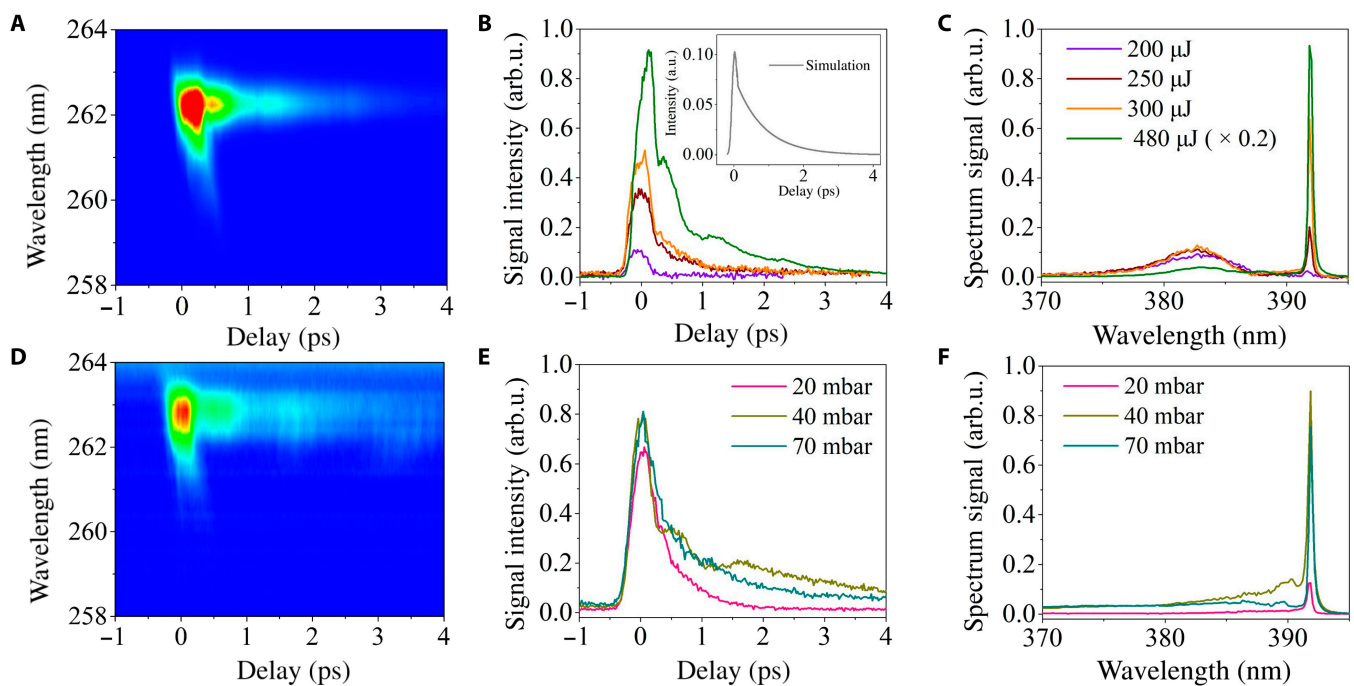 A
264
262
260
258
Wavelength (nm)
−1 0 1 2 3 4
Delay (ps)
B
1.0
0.8
0.6
0.4
0.2
0.0
Signal intensity (arb.u.)
−1 0 1 2 3 4
Delay (ps)
0.10
0.05
0.00
Intensity (a.u.)
Simulation
0 2 4
Delay (ps)
C
1.0
0.8
0.6
0.4
0.2
0.0
Spectrum signal (arb.u.)
200 μJ
250 μJ
300 μJ
480 μJ ( × 0.2)
370 380 390
Wavelength (nm)
D
264
262
260
258
Wavelength (nm)
−1 0 1 2 3 4
Delay (ps)
E
1.0
0.8
0.6
0.4
0.2
0.0
Signal intensity (arb.u.)
20 mbar
40 mbar
70 mbar
−1 0 1 2 3 4
Delay (ps)
F
1.0
0.8
0.6
0.4
0.2
0.0
Spectrum signal (arb.u.)
20 mbar
40 mbar
70 mbar
370 380 390
Wavelength (nm)